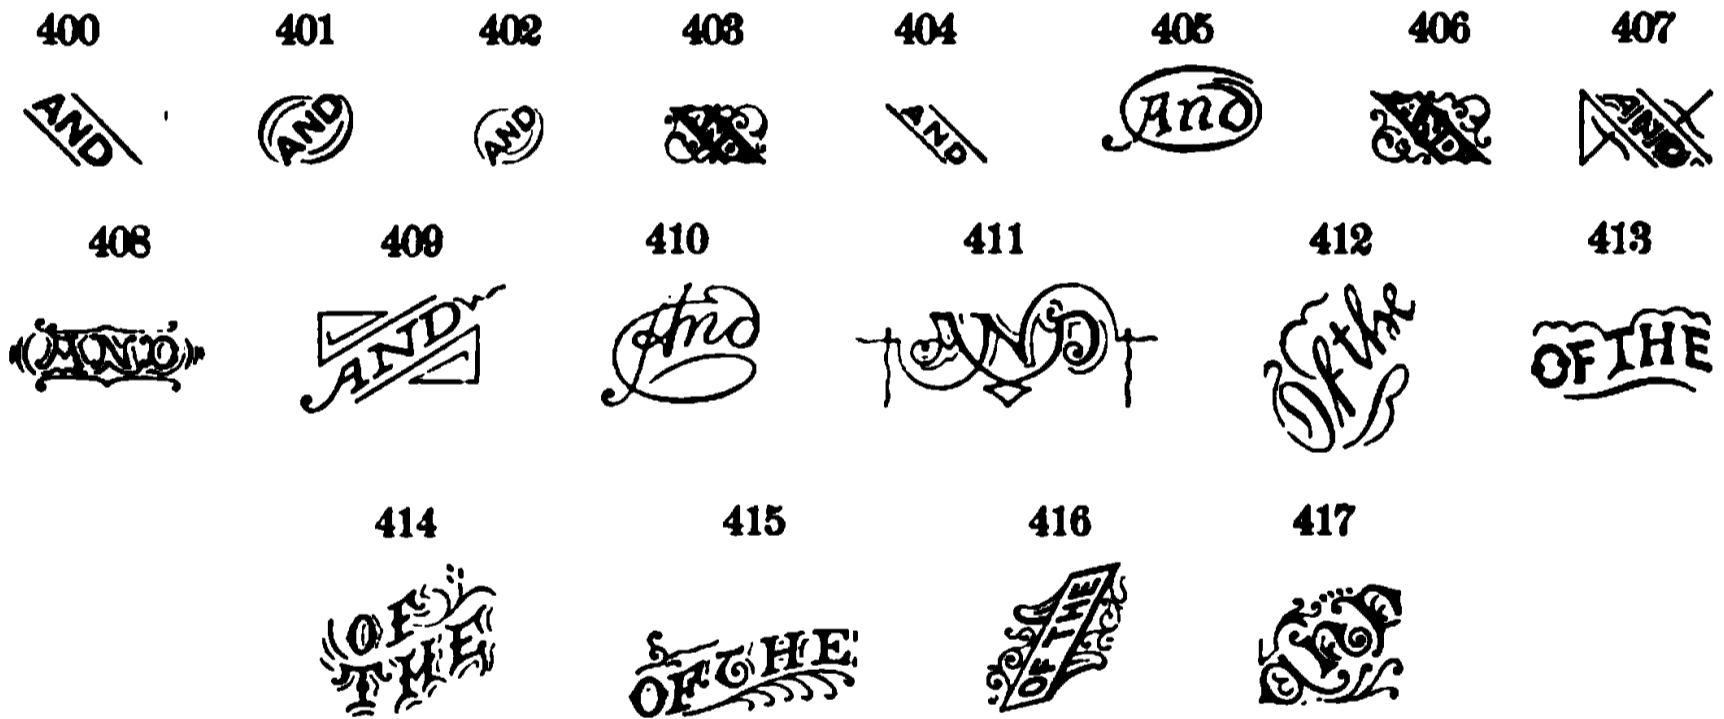 400 401 402 403 404 405 406 407
AND AND AND AND AND And AND AND
408 409 410 411 412 413
AND AND And AND Of the OF THE
414 415 416 417
OF THE OF THE OF THE